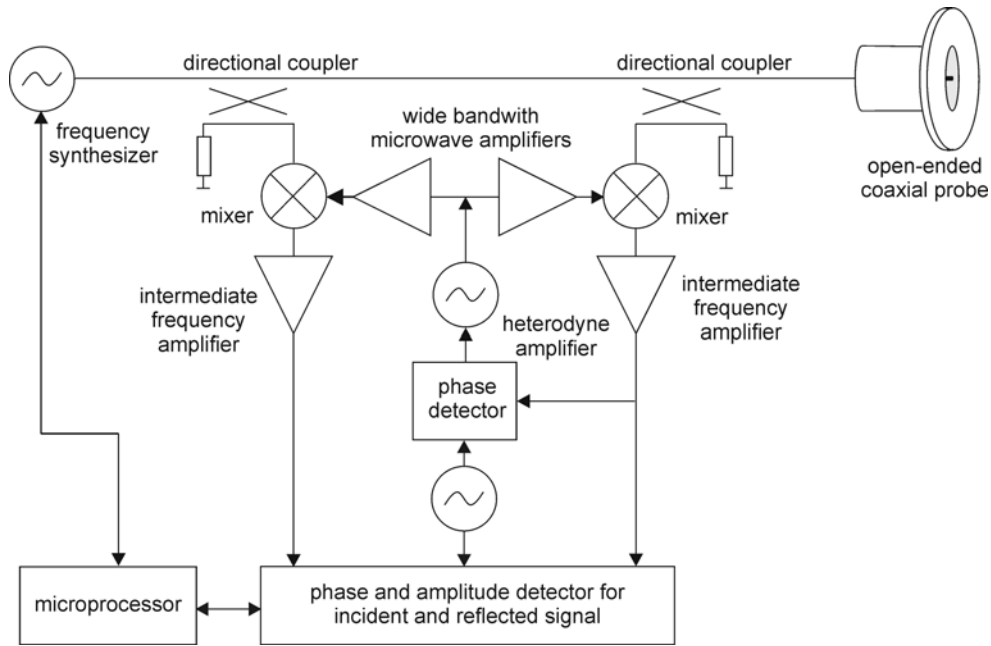 directional coupler
directional coupler
frequency
synthesizer
wide bandwith
microwave amplifiers
open-ended
coaxial probe
mixer
mixer
intermediate
frequency
amplifier
heterodyne
amplifier
intermediate
frequency
amplifier
phase
detector
microprocessor
phase and amplitude detector for
incident and reflected signal